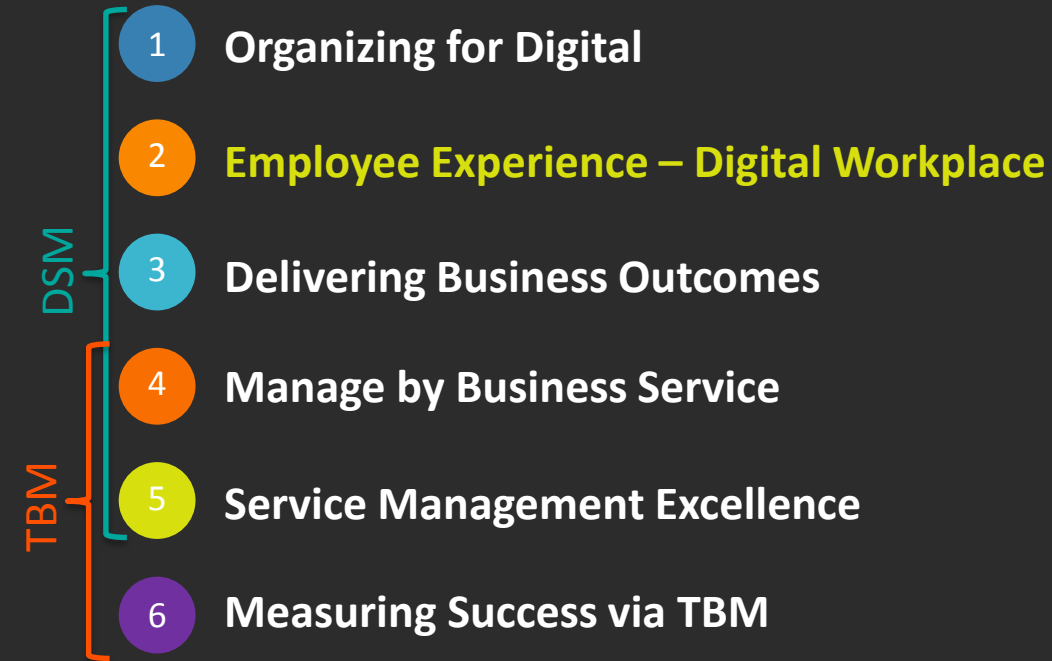 1 Organizing for Digital
2 Employee Experience – Digital Workplace
DSM
3 Delivering Business Outcomes
4 Manage by Business Service
TBM
5 Service Management Excellence
6 Measuring Success via TBM